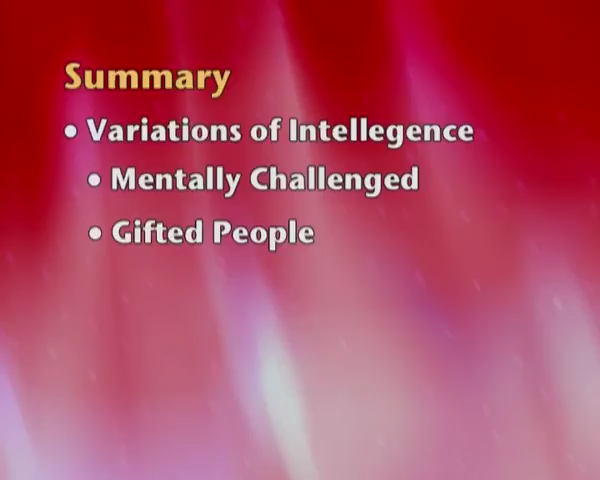 Summary
• Variations of Intellegence
• Mentally Challenged
• Gifted People